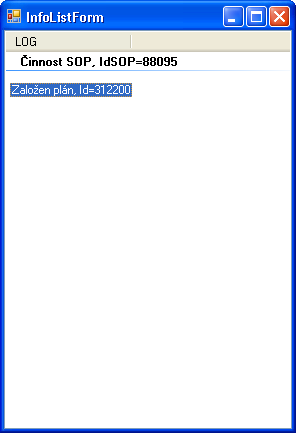 InfoListForm
LOG
Činnost SOP, IdSOP=88095
Založen plán, Id=312200